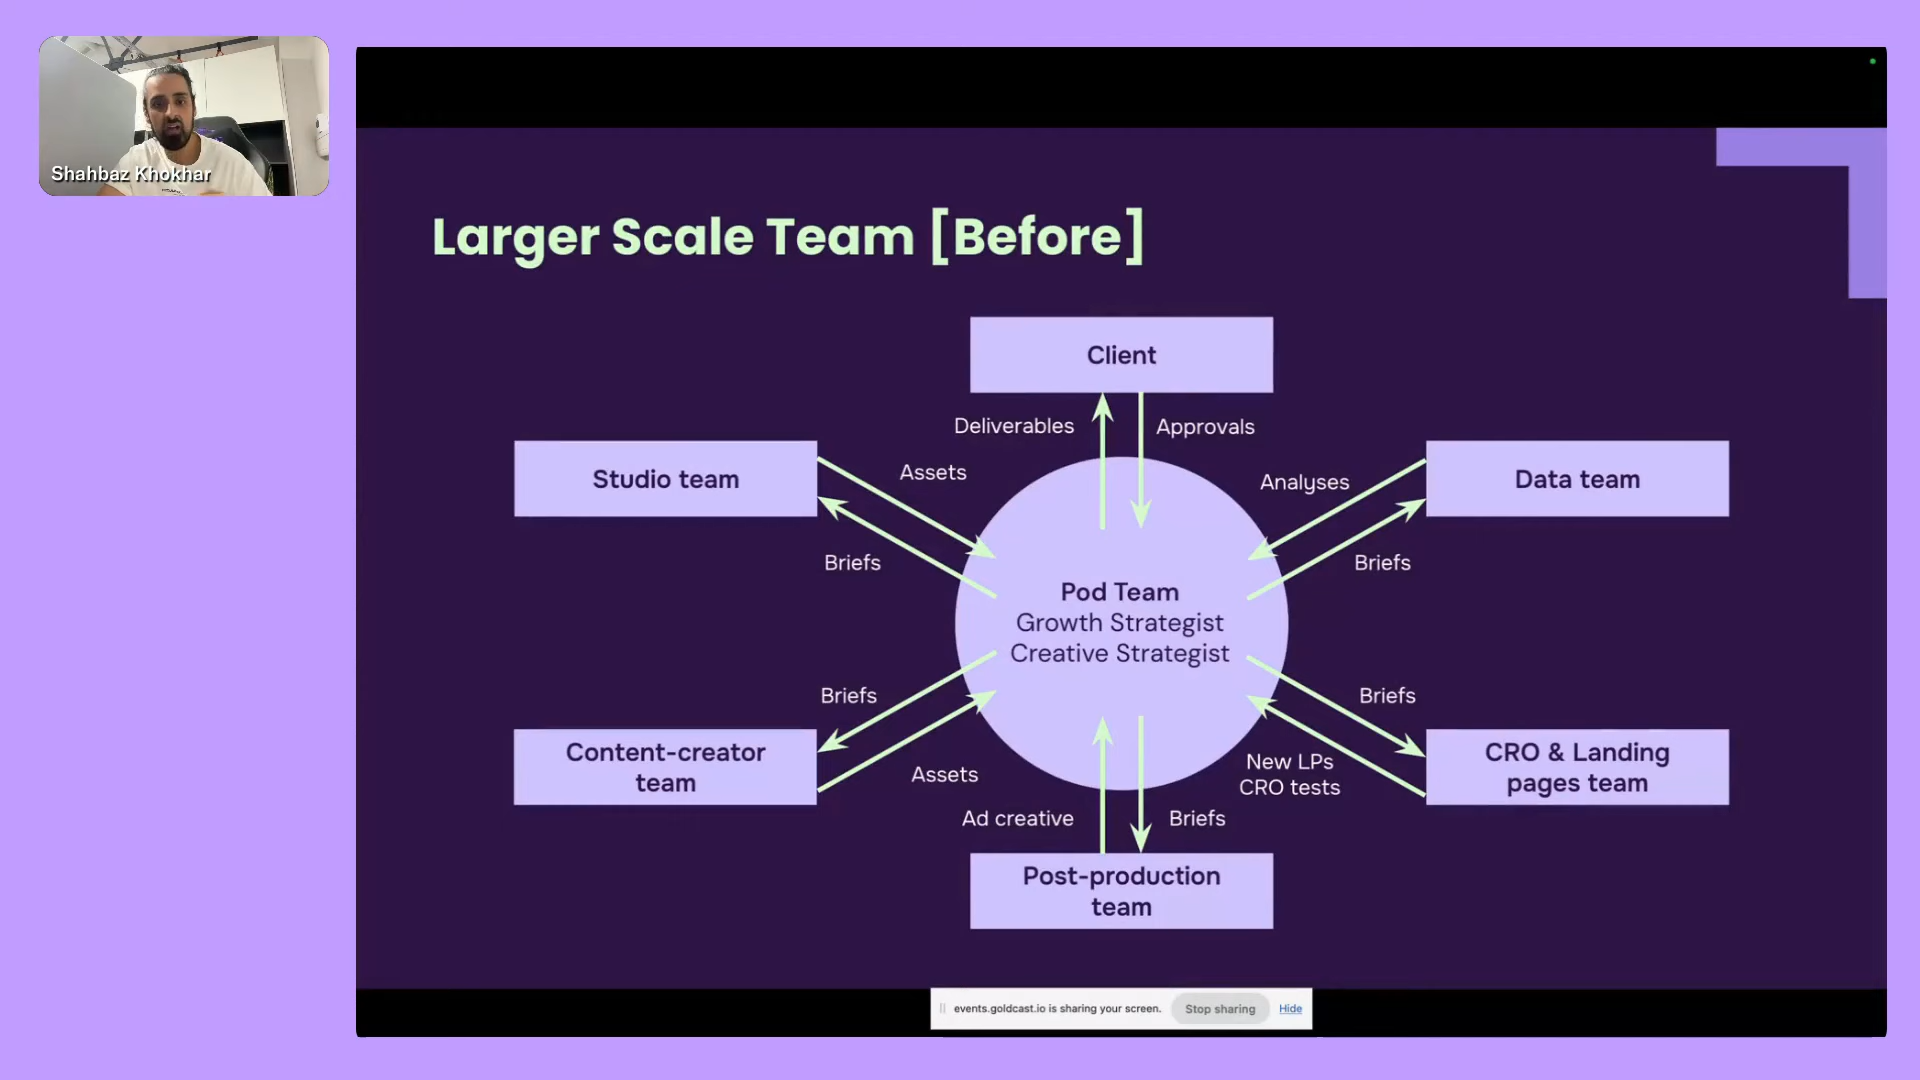 Shahbaz Khokhar
Larger Scale Team [Before]
Client
Deliverables
Approvals
Studio team
Assets
Briefs
Analyses
Data team
Briefs
Pod Team
Growth Strategist
Creative Strategist
Briefs
Content-creator
team
Assets
Briefs
New LPs
CRO tests
CRO & Landing
pages team
Ad creative
Briefs
Post-production
team
events.goldcast.io is sharing your screen.
Stop sharing
Hide